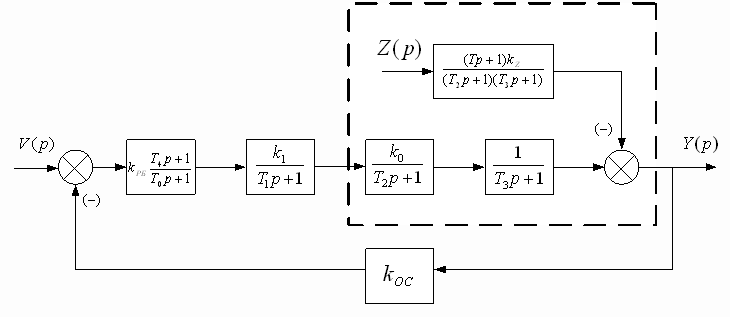 Z(p)
(Tp+1)k_Z
(T_2p+1)(T_3p+1)
(−)
V(p)
T_4p+1
T_0p+1
k_1
T_1p+1
k_0
T_2p+1
1
T_3p+1
Y(p)
(−)
k_OC